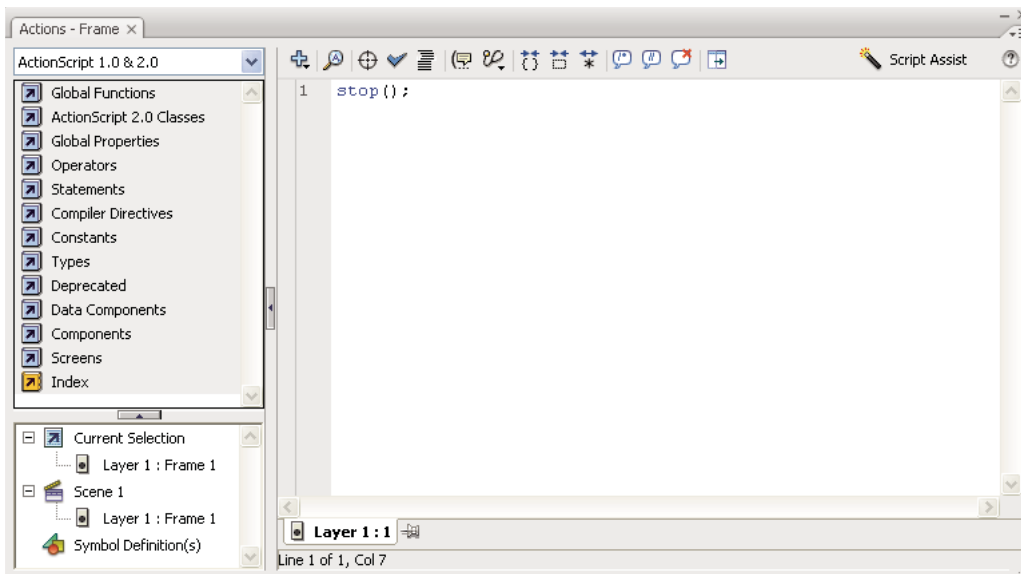 Actions - Frame ×
ActionScript 1.0 & 2.0
Script Assist
Global Functions
ActionScript 2.0 Classes
Global Properties
Operators
Statements
Compiler Directives
Constants
Types
Deprecated
Data Components
Components
Screens
Index
1 stop();
Current Selection
Layer 1 : Frame 1
Scene 1
Layer 1 : Frame 1
Symbol Definition(s)
Layer 1 : 1
Line 1 of 1, Col 7